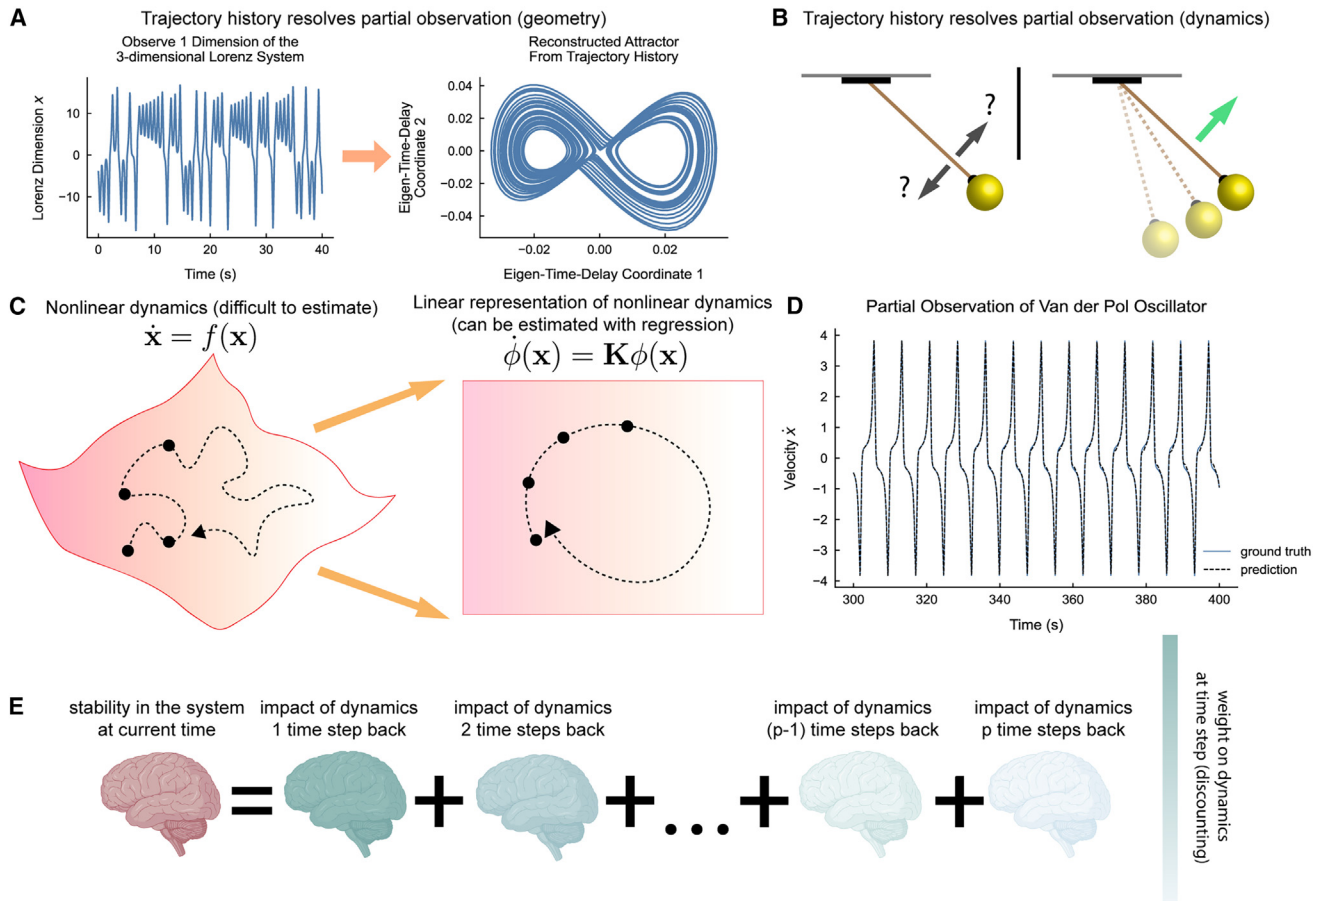 A
Trajectory history resolves partial observation (geometry)
Observe 1 Dimension of the
3-dimensional Lorenz System
Lorenz Dimension x
10
0
−10
0
10
20
30
40
Time (s)
Reconstructed Attractor
From Trajectory History
Eigen-Time-Delay
Coordinate 2
0.04
0.02
0.00
−0.02
−0.04
−0.02
0.00
0.02
Eigen-Time-Delay Coordinate 1
B
Trajectory history resolves partial observation (dynamics)
?
?
C
Nonlinear dynamics (difficult to estimate)
ẋ = f(x)
Linear representation of nonlinear dynamics
(can be estimated with regression)
ϕ̇(x) = Kϕ(x)
D
Partial Observation of Van der Pol Oscillator
Velocity ẋ
4
3
2
1
0
−1
−2
−3
−4
300
320
340
360
380
400
Time (s)
ground truth
prediction
E
stability in the system
at current time
=
impact of dynamics
1 time step back
+
impact of dynamics
2 time steps back
+
...
+
impact of dynamics
(p-1) time steps back
+
impact of dynamics
p time steps back
weight on dynamics
at time step (discounting)